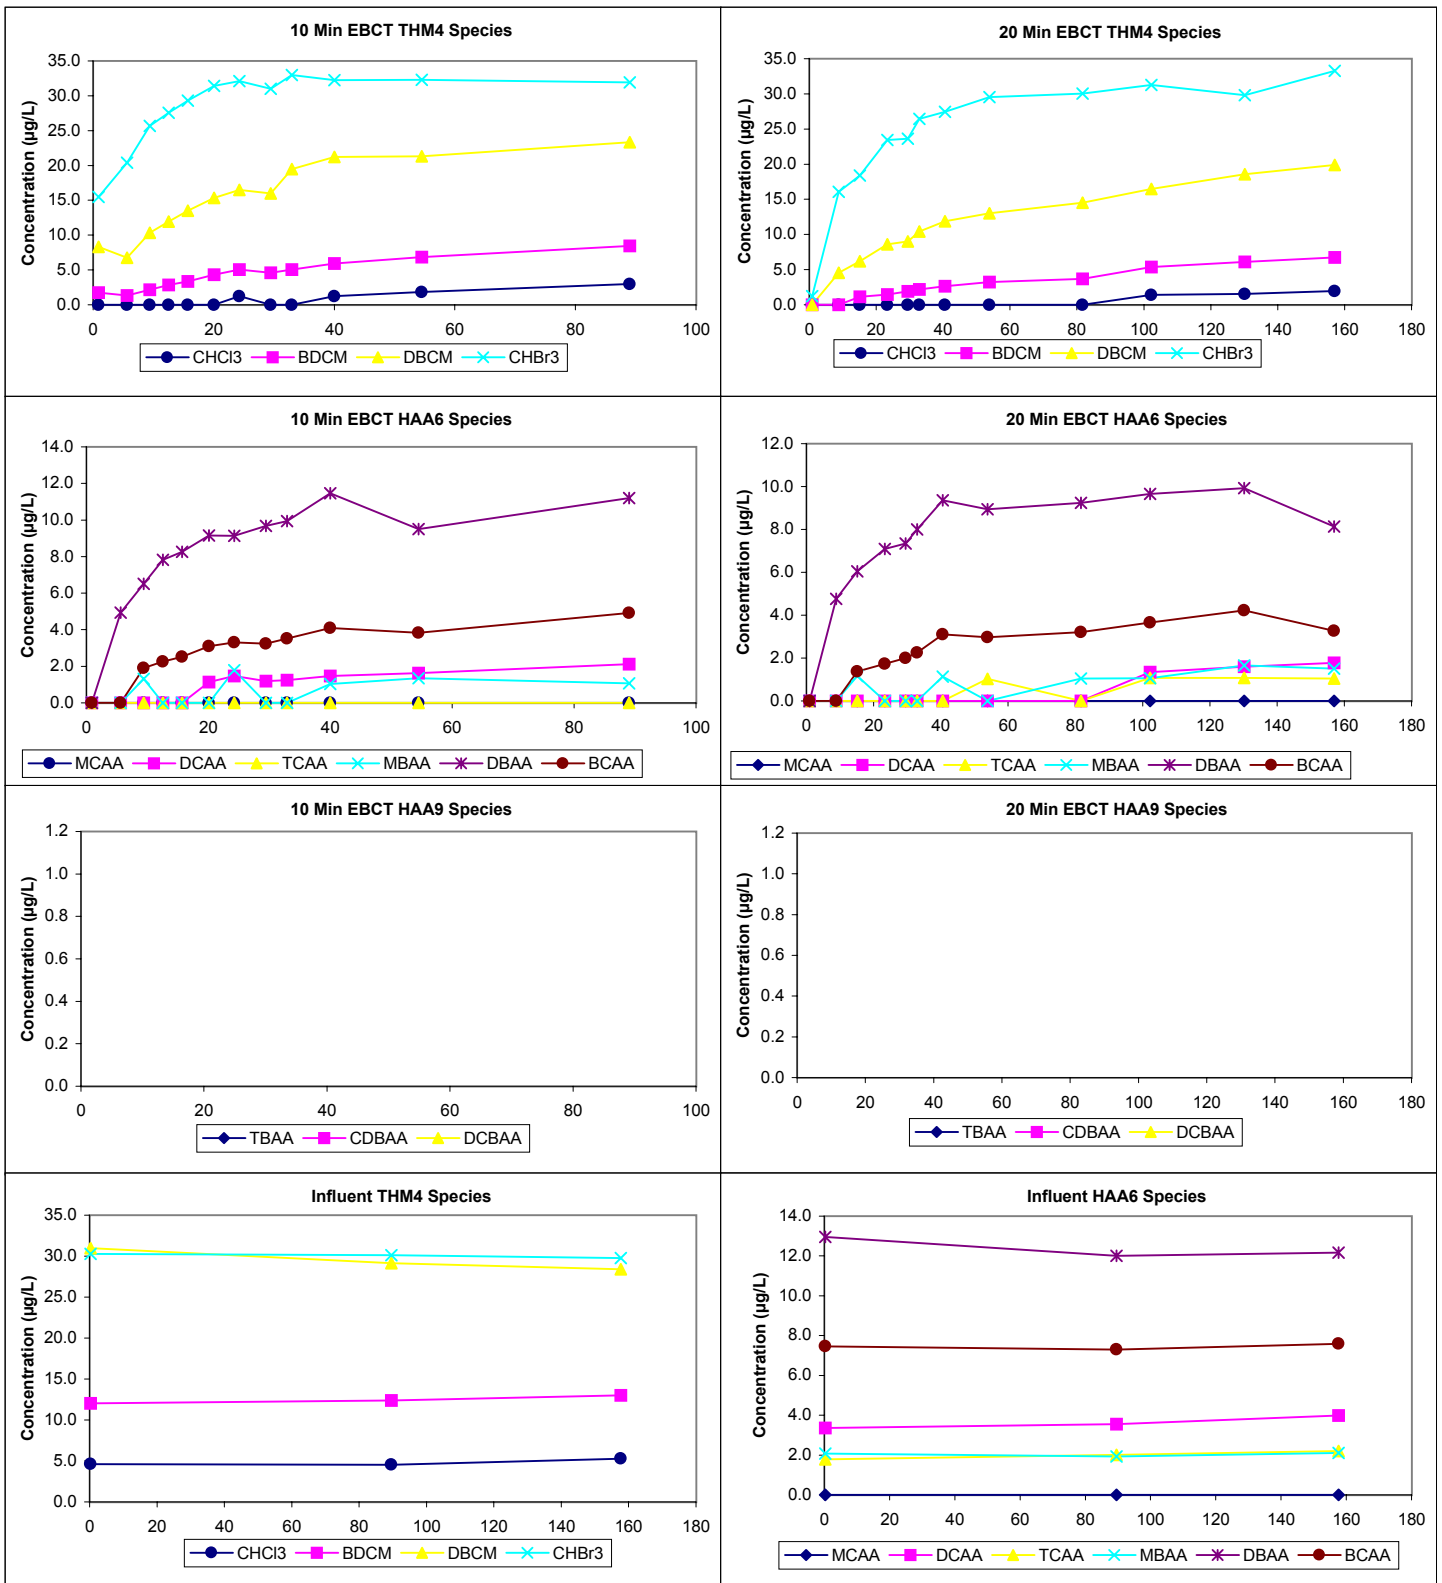 10 Min EBCT THM4 Species
Concentration (µg/L)
35.0
30.0
25.0
20.0
15.0
10.0
5.0
0.0
0 20 40 60 80 100
CHCl3 BDCM DBCM CHBr3
20 Min EBCT THM4 Species
Concentration (µg/L)
35.0
30.0
25.0
20.0
15.0
10.0
5.0
0.0
0 20 40 60 80 100 120 140 160 180
CHCl3 BDCM DBCM CHBr3
10 Min EBCT HAA6 Species
Concentration (µg/L)
14.0
12.0
10.0
8.0
6.0
4.0
2.0
0.0
0 20 40 60 80 100
MCAA DCAA TCAA MBAA DBAA BCAA
20 Min EBCT HAA6 Species
Concentration (µg/L)
12.0
10.0
8.0
6.0
4.0
2.0
0.0
0 20 40 60 80 100 120 140 160 180
MCAA DCAA TCAA MBAA DBAA BCAA
10 Min EBCT HAA9 Species
Concentration (µg/L)
1.2
1.0
0.8
0.6
0.4
0.2
0.0
0 20 40 60 80 100
TBAA CDBAA DCBAA
20 Min EBCT HAA9 Species
Concentration (µg/L)
1.2
1.0
0.8
0.6
0.4
0.2
0.0
0 20 40 60 80 100 120 140 160 180
TBAA CDBAA DCBAA
Influent THM4 Species
Concentration (µg/L)
35.0
30.0
25.0
20.0
15.0
10.0
5.0
0.0
0 20 40 60 80 100 120 140 160 180
CHCl3 BDCM DBCM CHBr3
Influent HAA6 Species
Concentration (µg/L)
14.0
12.0
10.0
8.0
6.0
4.0
2.0
0.0
0 20 40 60 80 100 120 140 160 180
MCAA DCAA TCAA MBAA DBAA BCAA